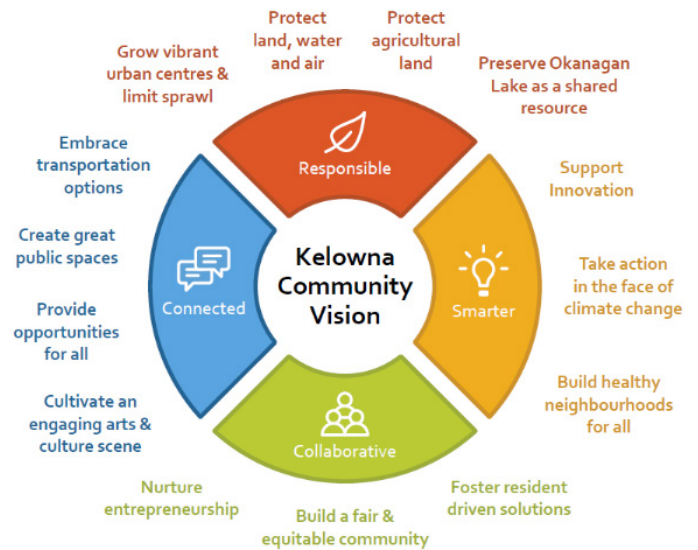 Protect
land, water
and air
Protect
agricultural
land
Grow vibrant
urban centres &
limit sprawl
Preserve Okanagan
Lake as a shared
resource
Responsible
Embrace
transportation
options
Support
Innovation
Create great
public spaces
Kelowna
Community
Vision
Connected
Smarter
Take action
in the face of
climate change
Provide
opportunities
for all
Build healthy
neighbourhoods
for all
Cultivate an
engaging arts &
culture scene
Collaborative
Nurture
entrepreneurship
Build a fair &
equitable community
Foster resident
driven solutions